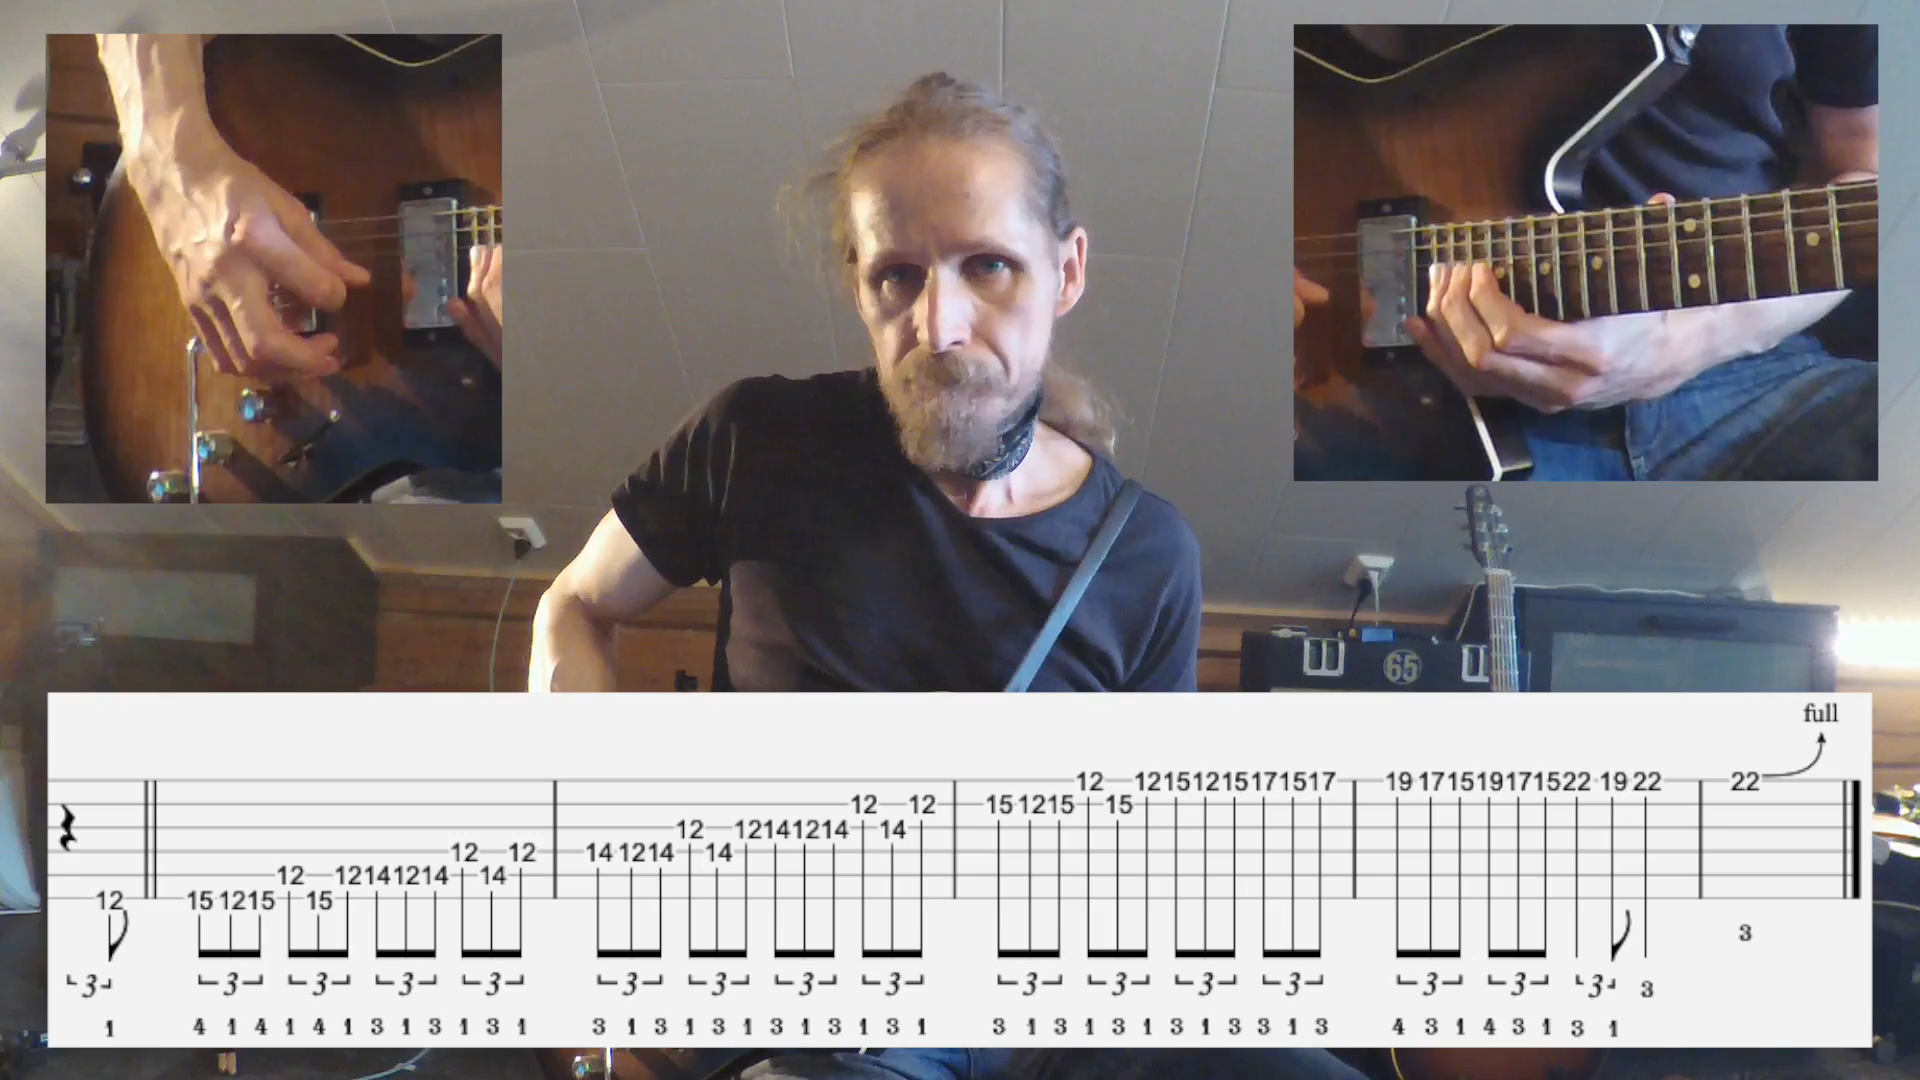 65
full
12 12 15 12 15 17 15 17 19 17 15 19 17 15 22 19 22 22
12 12 15 12 15 15
12 12 14 12 14 14
12 12 14 12 14 14
12 12 14 12 14 14
12 15 12 15 15
3
3 3 3 3 3 3 3 3 3 3 3 3 3 3 3 3 3
1 4 1 4 1 4 1 3 1 3 1 3 1 3 1 3 1 3 1 3 1 3 1 3 1 3 1 3 1 3 1 3 3 1 3 4 3 1 4 3 1 3 1